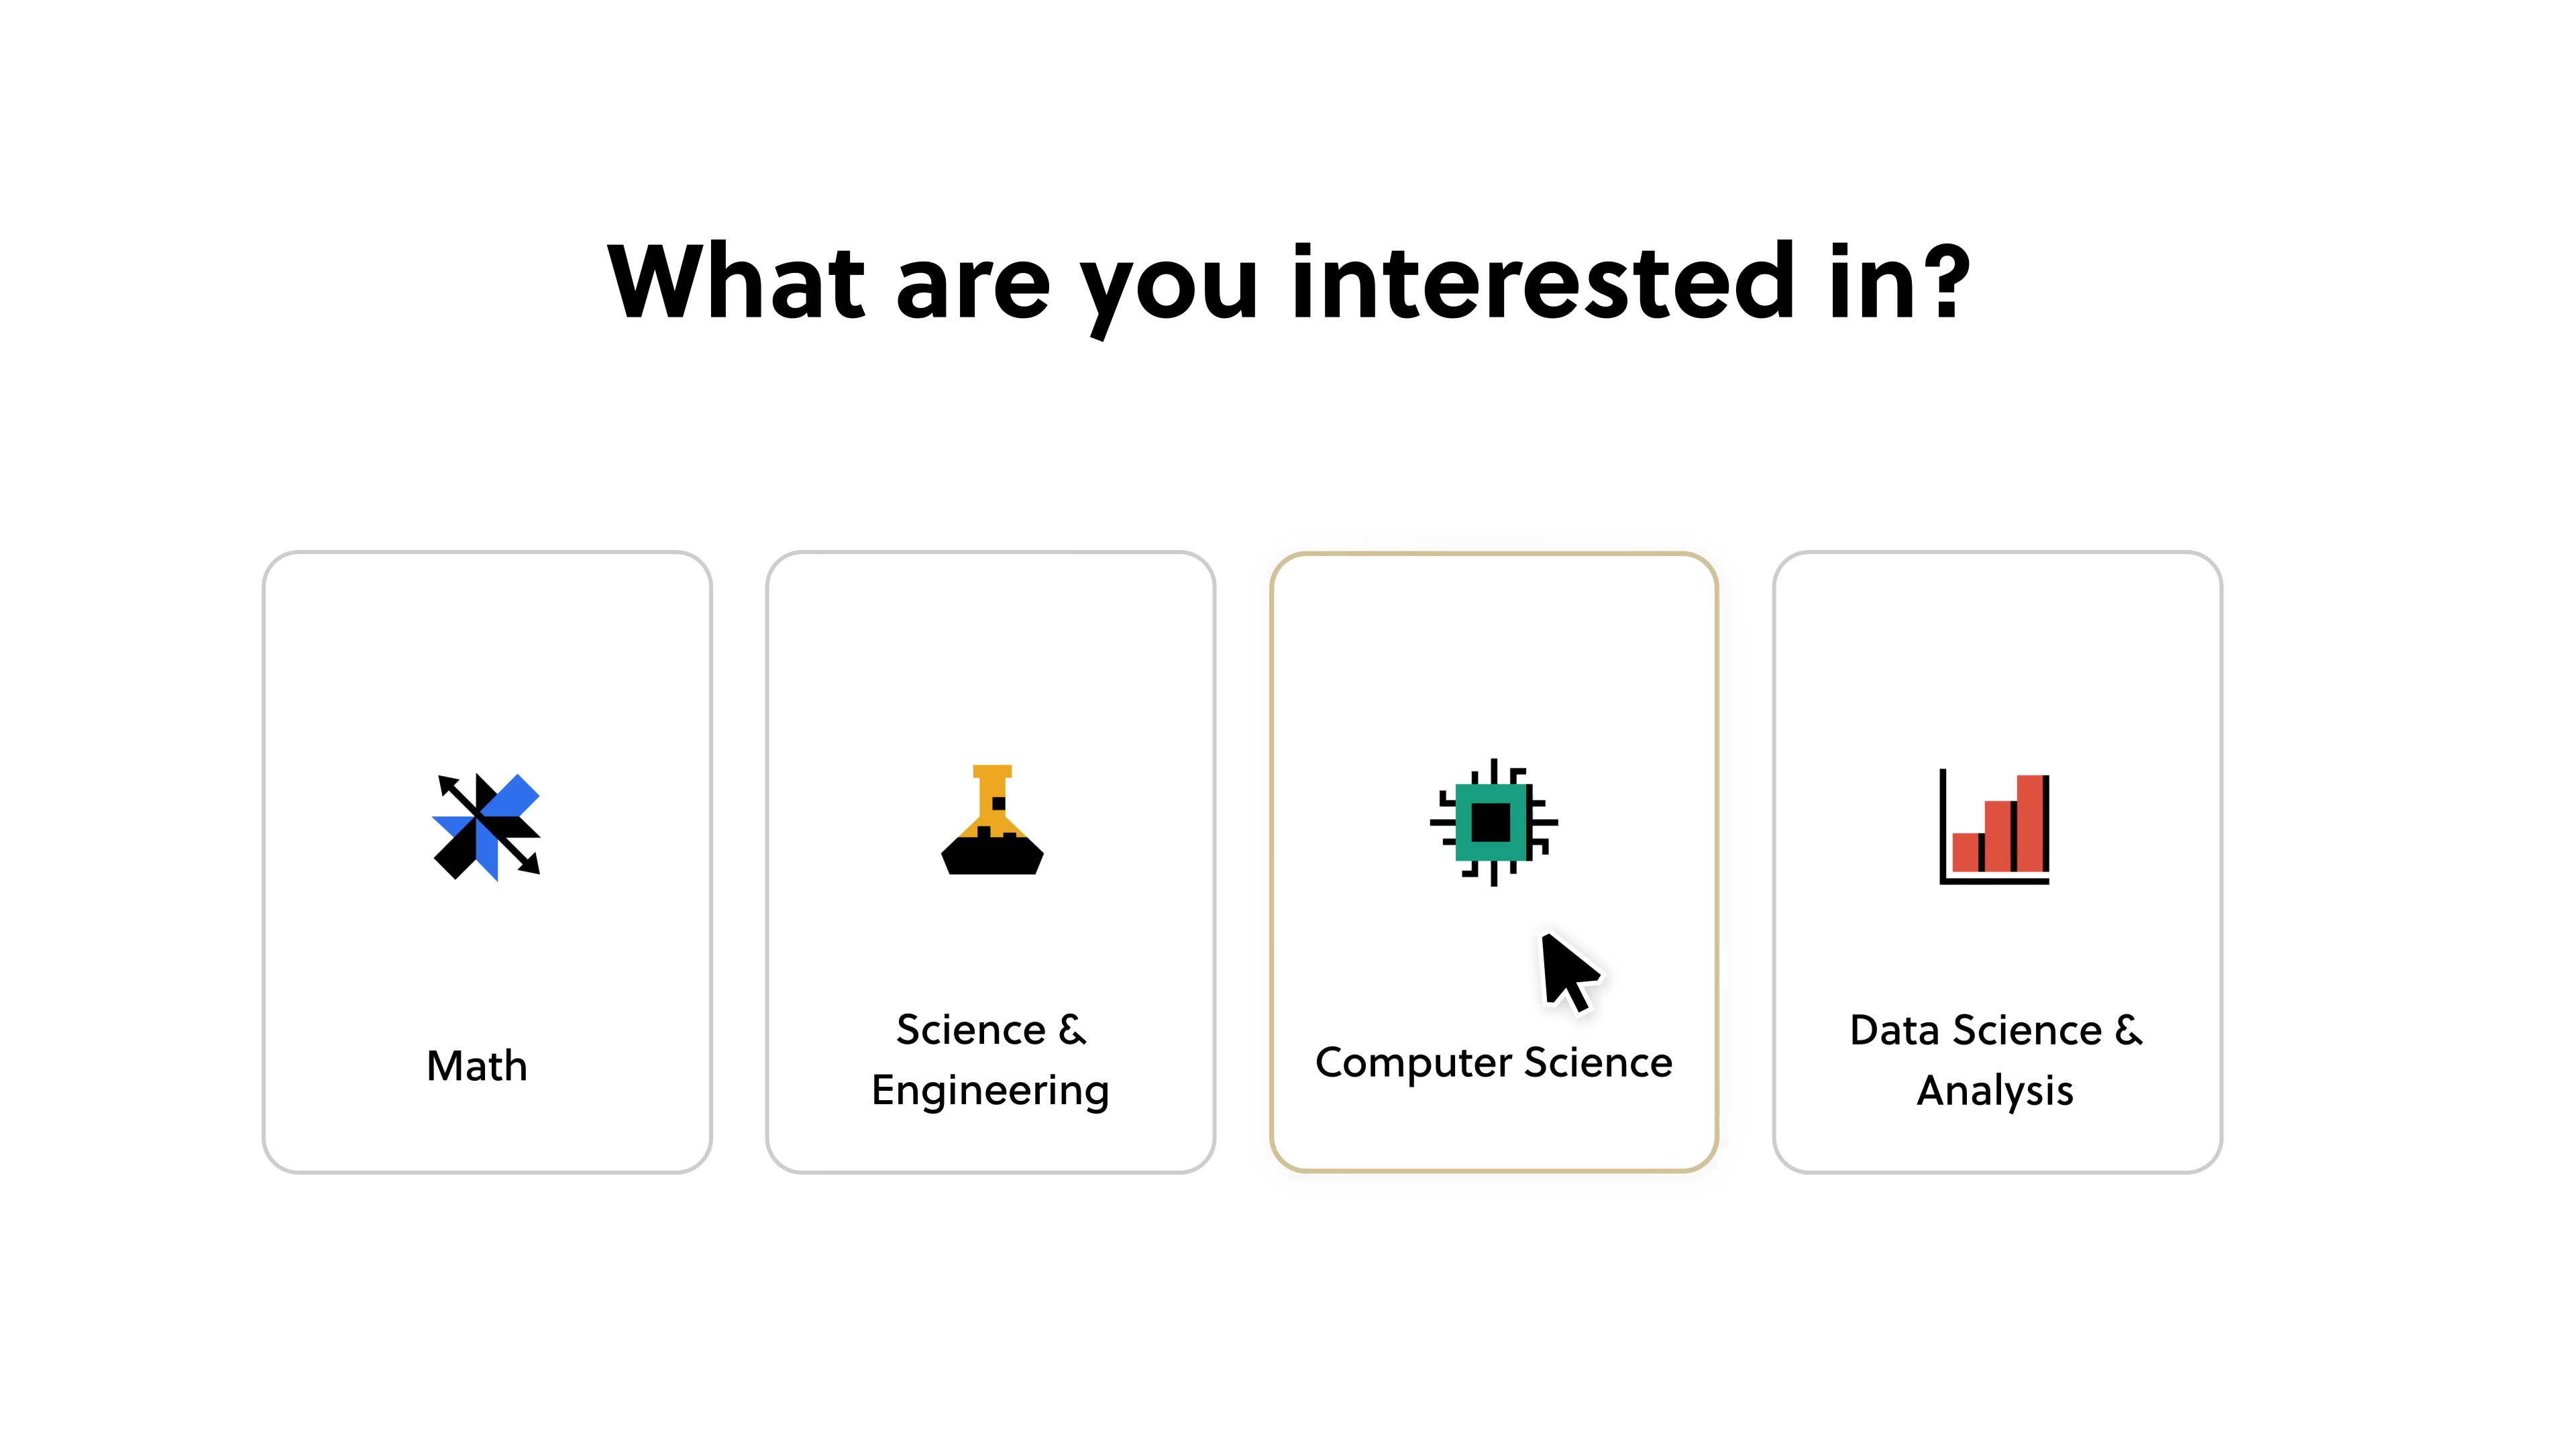 What are you interested in?
Math
Science &
Engineering
Computer Science
Data Science &
Analysis